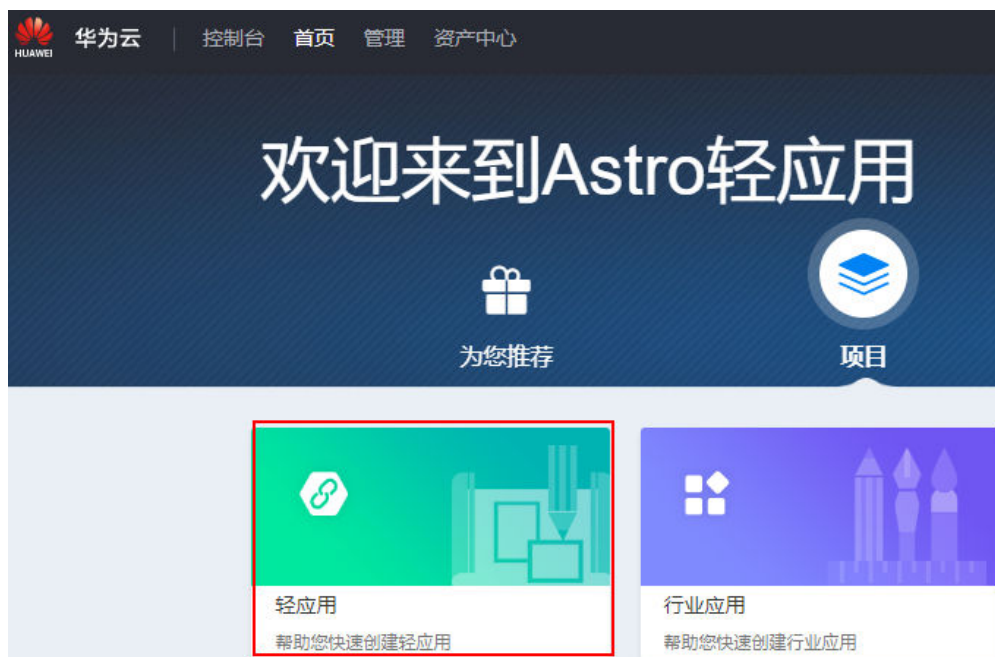 HUAWEI 华为云 控制台 首页 管理 资产中心
欢迎来到Astro轻应用
为您推荐 项目
轻应用 行业应用
帮助您快速创建轻应用 帮助您快速创建行业应用